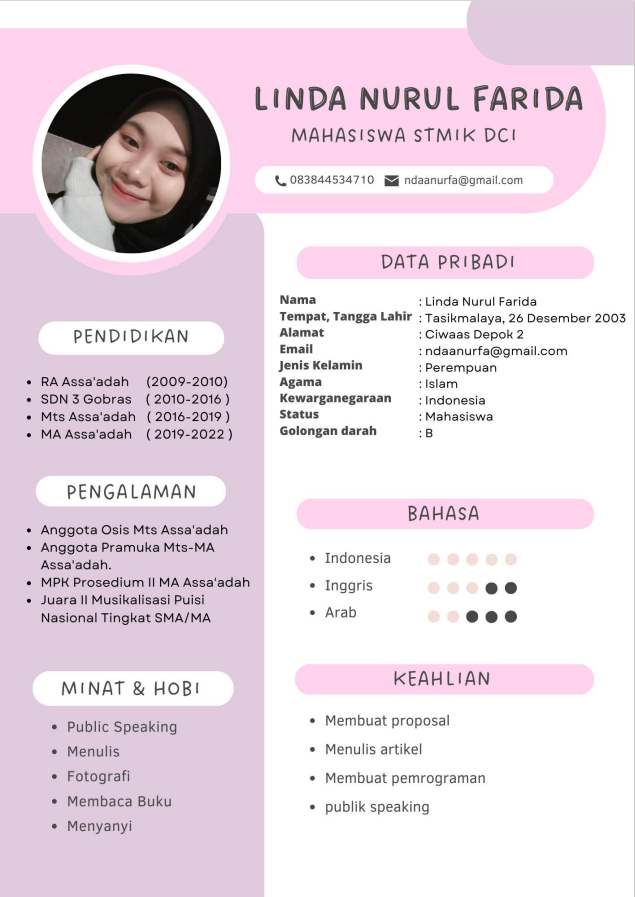 LINDA NURUL FARIDA
MAHASISWA STMIK DCI
083844534710 ndaanurfa@gmail.com
PENDIDIKAN
RA Assa'adah (2009-2010)
SDN 3 Gobras ( 2010-2016 )
Mts Assa'adah ( 2016-2019 )
MA Assa'adah ( 2019-2022 )
PENGALAMAN
Anggota Osis Mts Assa'adah
Anggota Pramuka Mts-MA
Assa'adah.
MPK Prosedium II MA Assa'adah
Juara II Musikalisasi Puisi
Nasional Tingkat SMA/MA
MINAT & HOBI
Public Speaking
Menulis
Fotografi
Membaca Buku
Menyanyi
DATA PRIBADI
Nama : Linda Nurul Farida
Tempat, Tangga Lahir : Tasikmalaya, 26 Desember 2003
Alamat : Ciwaas Depok 2
Email : ndaanurfa@gmail.com
Jenis Kelamin : Perempuan
Agama : Islam
Kewarganegaraan : Indonesia
Status : Mahasiswa
Golongan darah : B
BAHASA
Indonesia
Inggris
Arab
KEAHLIAN
Membuat proposal
Menulis artikel
Membuat pemrograman
publik speaking